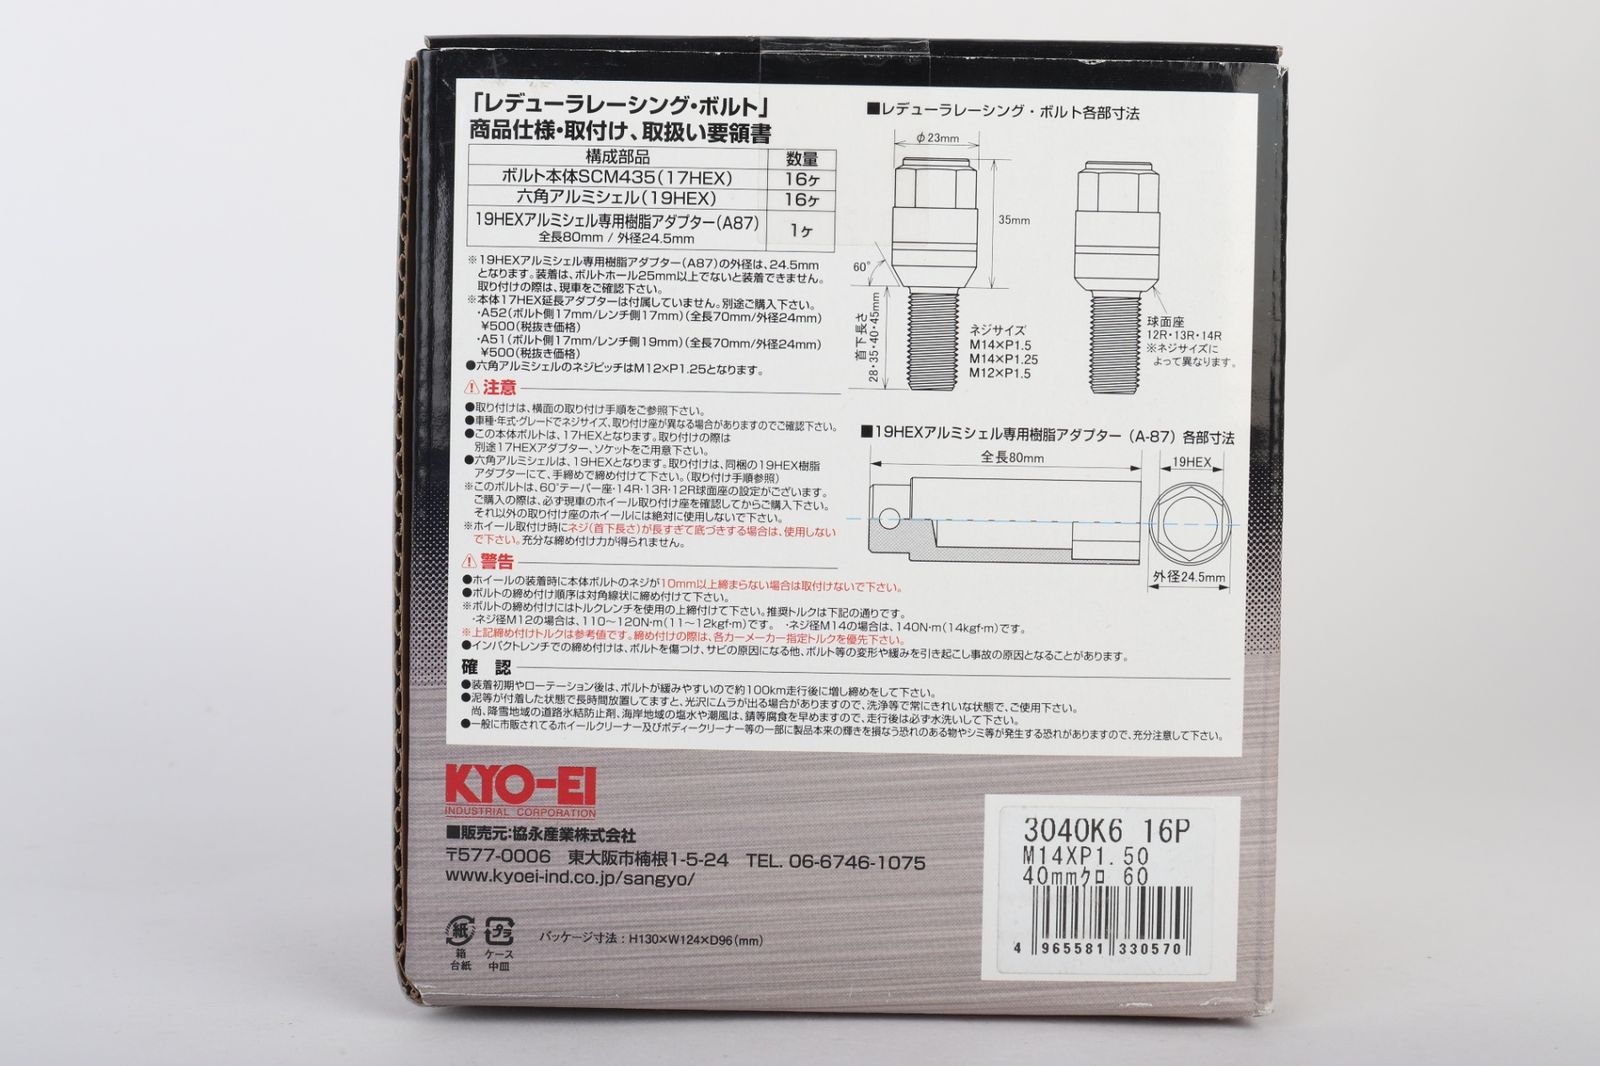 「レデューラレーシング・ボルト」
商品仕様・取付け、取扱い要領書
構成部品 数量
ボルト本体SCM435(17HEX) 16ケ
六角アルミシェル(19HEX) 16ケ
19HEXアルミシェル専用樹脂アダプター(A87) 1ケ
全長80mm / 外径24.5mm
※19HEXアルミシェル専用樹脂アダプター(A87)の外径は、24.5mm
となります。装着は、ボルトホール25mm以上でないと装着できません。
取り付けの際は、現車をご確認下さい。
※本体17HEX延長アダプターは付属していません。別途ご購入下さい。
・A52(ボルト側17mm/レンチ側17mm)(全長70mm/外径24mm)
¥500(税抜き価格)
・A51(ボルト側17mm/レンチ側19mm)(全長70mm/外径24mm)
¥500(税抜き価格)
●六角アルミシェルのネジピッチはM12×P1.25となります。
⚠注意
●取り付けは、横面の取り付け手順をご参照下さい。
●車種・年式・グレードでネジサイズ、取り付け座が異なる場合がありますのでご確認下さい。
●この本体ボルトは、17HEXとなります。取り付けの際は
別途17HEXアダプター、ソケットをご用意下さい。
●六角アルミシェルは、19HEXとなります。取り付けは、同梱の19HEX樹脂
アダプターにて、手締めで締め付けて下さい。(取り付け手順参照)
※このボルトは、60°テーパー座・14R・13R・12R球面座の設定がございます。
ご購入の際は、必ず現車のホイール取り付け座を確認してからご購入下さい。
それ以外の取り付け座のホイールには絶対に使用しないで下さい。
※ホイール取付け時にネジ(首下長さ)が長すぎて底づきする場合は、使用しない
で下さい。充分な締め付け力が得られません。
⚠警告
●ホイールの装着時に本体ボルトのネジが10mm以上締まらない場合は取付けないで下さい。
●ボルトの締め付け順序は対角線状に締め付けて下さい。
※ボルトの締め付けにはトルクレンチを使用の上締付けて下さい。推奨トルクは下記の通りです。
・ネジ径M12の場合は、110〜120N・m(11〜12kgf・m)です。 ・ネジ径M14の場合は、140N・m(14kgf・m)です。
※上記締め付けトルクは参考値です。締め付けの際は、各カーメーカー指定トルクを優先下さい。
●インパクトレンチでの締め付けは、ボルトを傷つけ、サビの原因になる他、ボルト等の変形や緩みを引き起こし事故の原因となることがあります。
確 認
●装着初期やローテーション後は、ボルトが緩みやすいので約100km走行後に増し締めをして下さい。
●泥等が付着した状態で長時間放置してますと、光沢にムラが出る場合がありますので、洗浄等で常にきれいな状態で、ご使用下さい。
尚、降雪地域の道路氷結防止剤、海岸地域の塩水や潮風は、錆等腐食を早めますので、走行後は必ず水洗いして下さい。
●一般に市販されてるホイールクリーナー及びボディークリーナー等の一部に製品本来の輝きを損なう恐れのある物やシミ等が発生する恐れがありますので、充分注意して下さい。
■レデューラレーシング・ボルト各部寸法
φ23mm
35mm
60°
首下長さ
28・35・40・45mm
ネジサイズ
M14×P1.5
M14×P1.25
M12×P1.5
球面座
12R・13R・14R
※ネジサイズに
よって異なります。
■19HEXアルミシェル専用樹脂アダプター(A-87)各部寸法
全長80mm
19HEX
外径24.5mm
KYO-EI
INDUSTRIAL CORPORATION
■販売元:協永産業株式会社
〒577-0006 東大阪市楠根1-5-24 TEL. 06-6746-1075
www.kyoei-ind.co.jp/sangyo/
紙 プラ
箱 ケース
台紙 中皿
パッケージ寸法:H130×W124×D96(mm)
3040K6 16P
M14XP1.50
40mmクロ 60
4 965581 330570